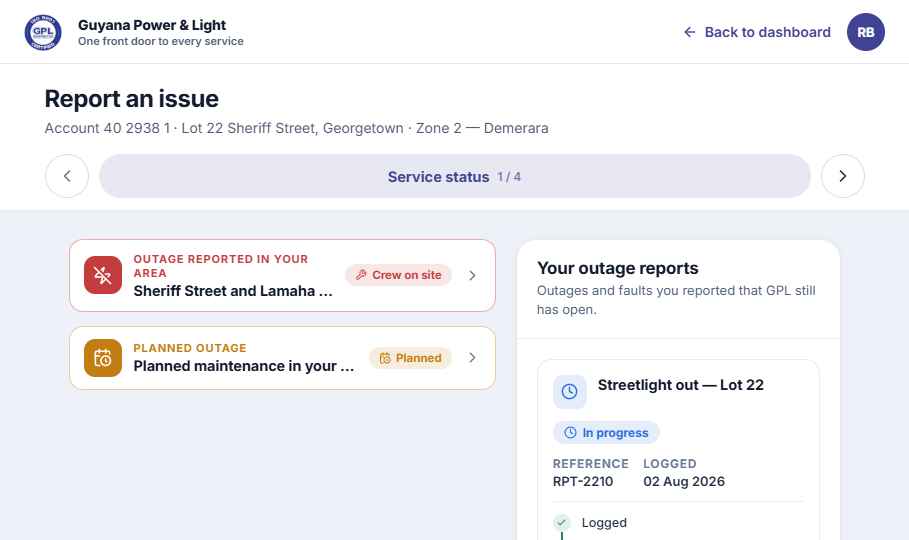 GPL
Guyana Power & Light
One front door to every service
Back to dashboard
RB
Report an issue
Account 40 2938 1 · Lot 22 Sheriff Street, Georgetown · Zone 2 — Demerara
Service status 1 / 4
OUTAGE REPORTED IN YOUR
AREA
Sheriff Street and Lamaha ...
Crew on site
PLANNED OUTAGE
Planned maintenance in your ...
Planned
Your outage reports
Outages and faults you reported that GPL still
has open.
Streetlight out — Lot 22
In progress
REFERENCE LOGGED
RPT-2210 02 Aug 2026
Logged